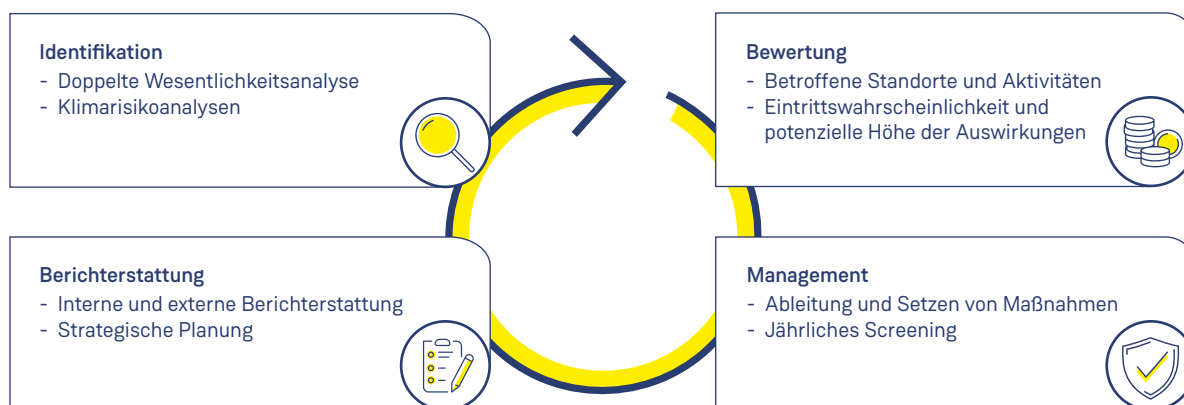 Identifikation
- Doppelte Wesentlichkeitsanalyse
- Klimarisikoanalysen
Bewertung
- Betroffene Standorte und Aktivitäten
- Eintrittswahrscheinlichkeit und
potenzielle Höhe der Auswirkungen
Berichterstattung
- Interne und externe Berichterstattung
- Strategische Planung
Management
- Ableitung und Setzen von Maßnahmen
- Jährliches Screening